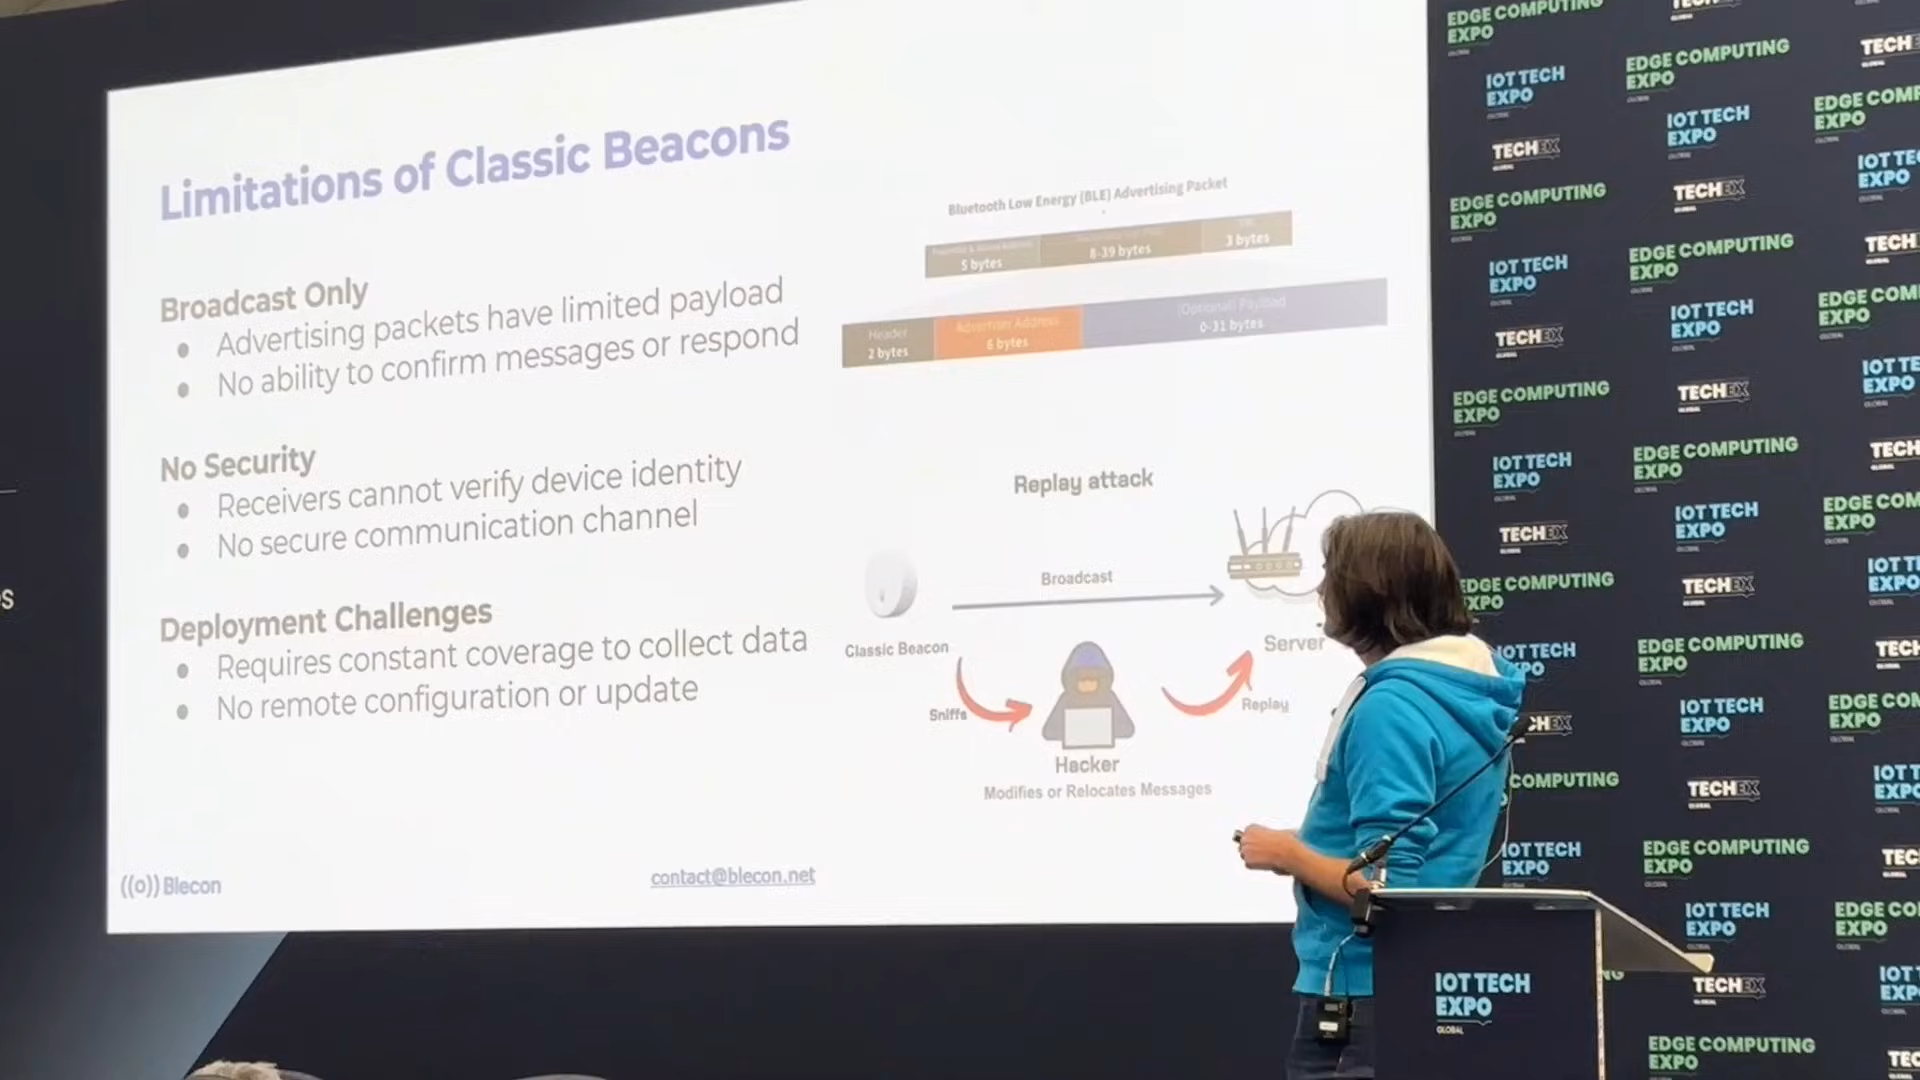 Limitations of Classic Beacons
Broadcast Only
● Advertising packets have limited payload
● No ability to confirm messages or respond
No Security
● Receivers cannot verify device identity
● No secure communication channel
Deployment Challenges
● Requires constant coverage to collect data
● No remote configuration or update
((o)) Blecon
contact@blecon.net
Bluetooth Low Energy (BLE) Advertising Packet
5 bytes
8-39 bytes
3 bytes
Header
2 bytes
Advertiser Address
6 bytes
(Optional) Payload
0-31 bytes
Replay attack
Broadcast
Classic Beacon
Server
Sniffs
Replay
Hacker
Modifies or Relocates Messages
IOT TECH
EXPO
GLOBAL
EDGE COMPUTING
EXPO
IOT TECH
EXPO
TECHEX
GLOBAL